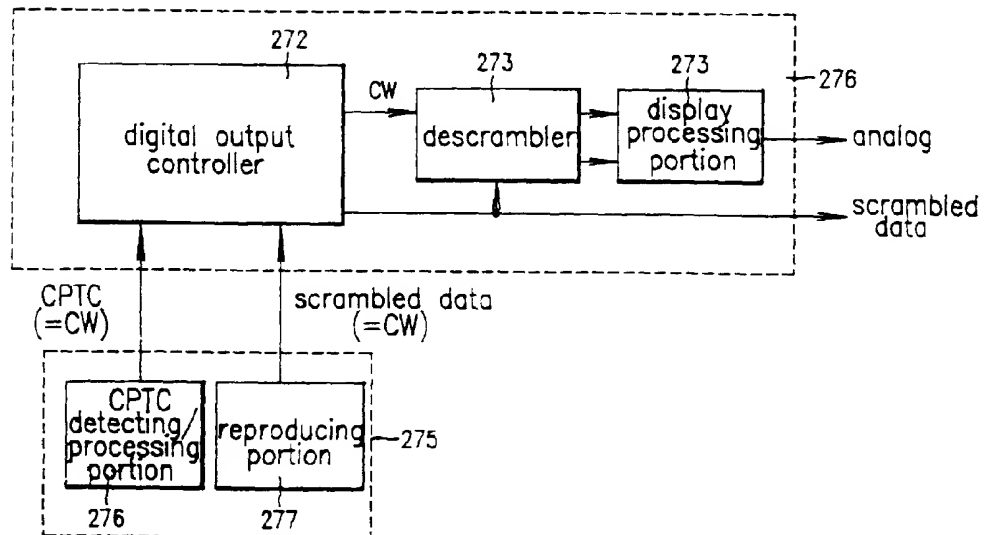 272
digital output
controller
CW
273
descrambler
273
display
processing
portion
276
analog
scrambled
data
CPTC
(=CW)
scrambled data
(=CW)
CPTC
detecting/
processing
portion
276
reproducing
portion
277
275